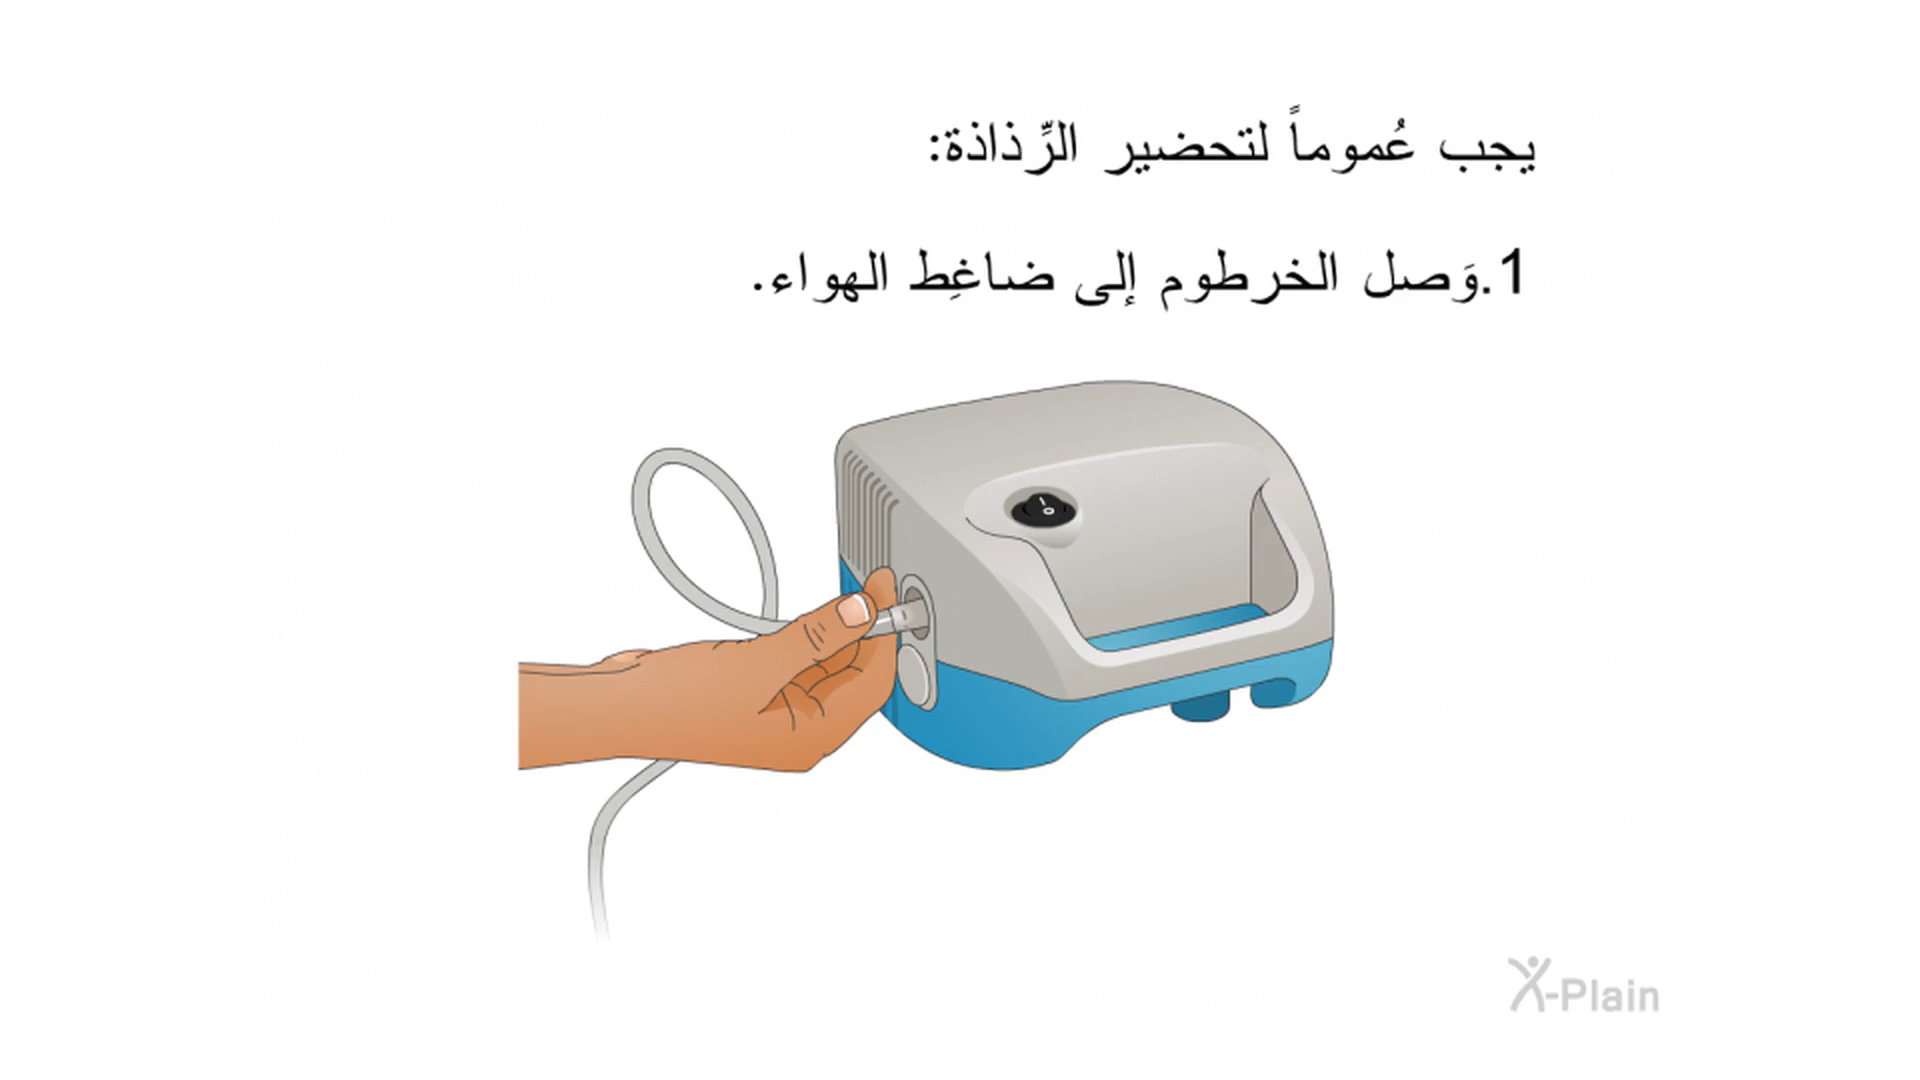 يجب عُموماً لتحضير الرِّذاذة:
1.وَصل الخرطوم إلى ضاغِط الهواء.
X-Plain